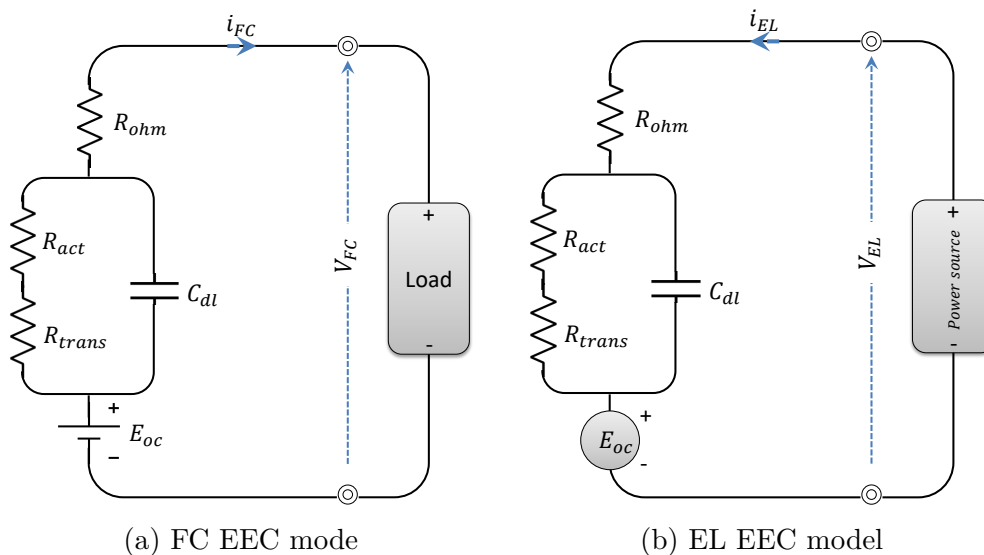 i_FC
R_ohm
R_act
C_dl
R_trans
+
E_oc
−
V_FC
+
Load
-
(a) FC EEC mode
i_EL
R_ohm
R_act
C_dl
R_trans
+
E_oc
-
V_EL
+
Power source
-
(b) EL EEC model